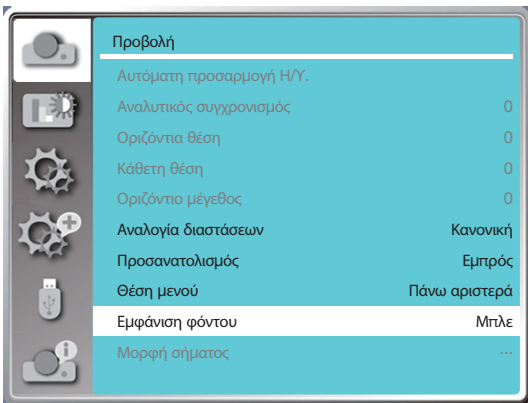 Προβολή
Αυτόματη προσαρμογή Η/Υ.
Αναλυτικός συγχρονισμός 0
Οριζόντια θέση 0
Κάθετη θέση 0
Οριζόντιο μέγεθος 0
Αναλογία διαστάσεων Κανονική
Προσανατολισμός Εμπρός
Θέση μενού Πάνω αριστερά
Εμφάνιση φόντου Μπλε
Μορφή σήματος ...